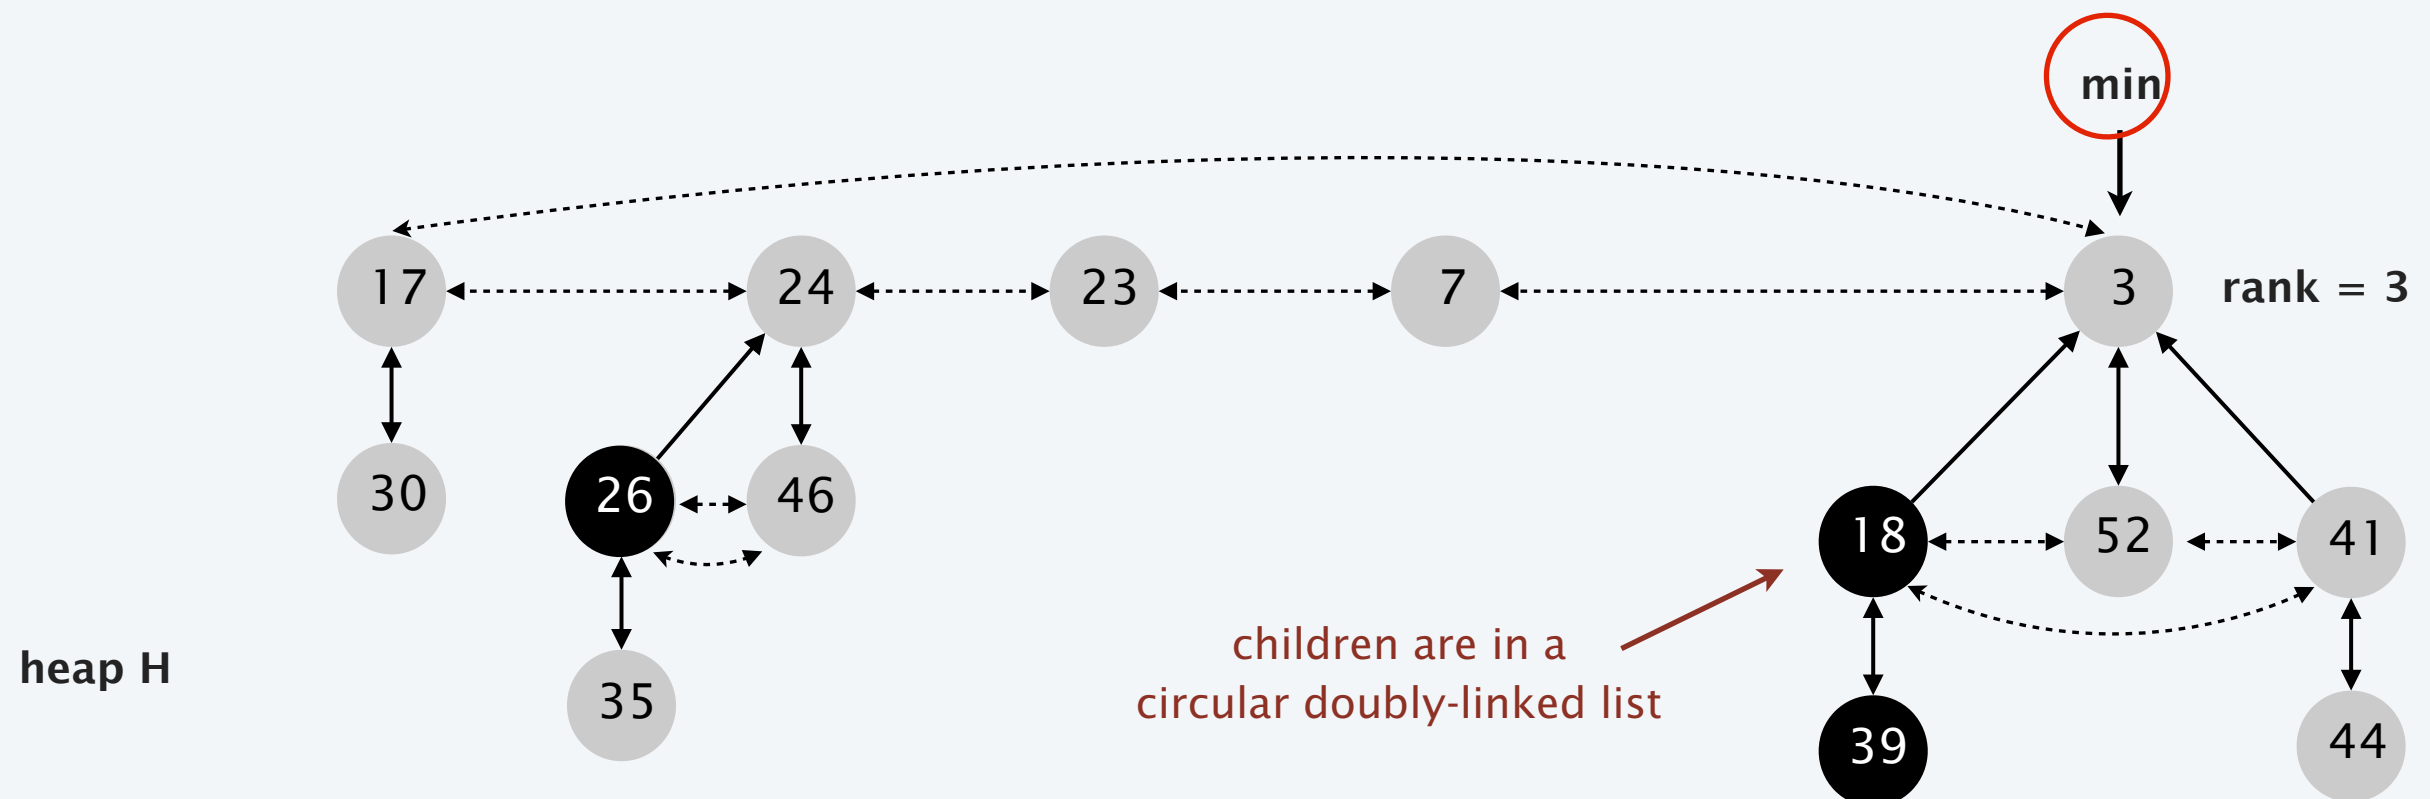 min
17
24
23
7
3
rank = 3
30
26
46
18
52
41
children are in a
circular doubly-linked list
heap H
35
39
44